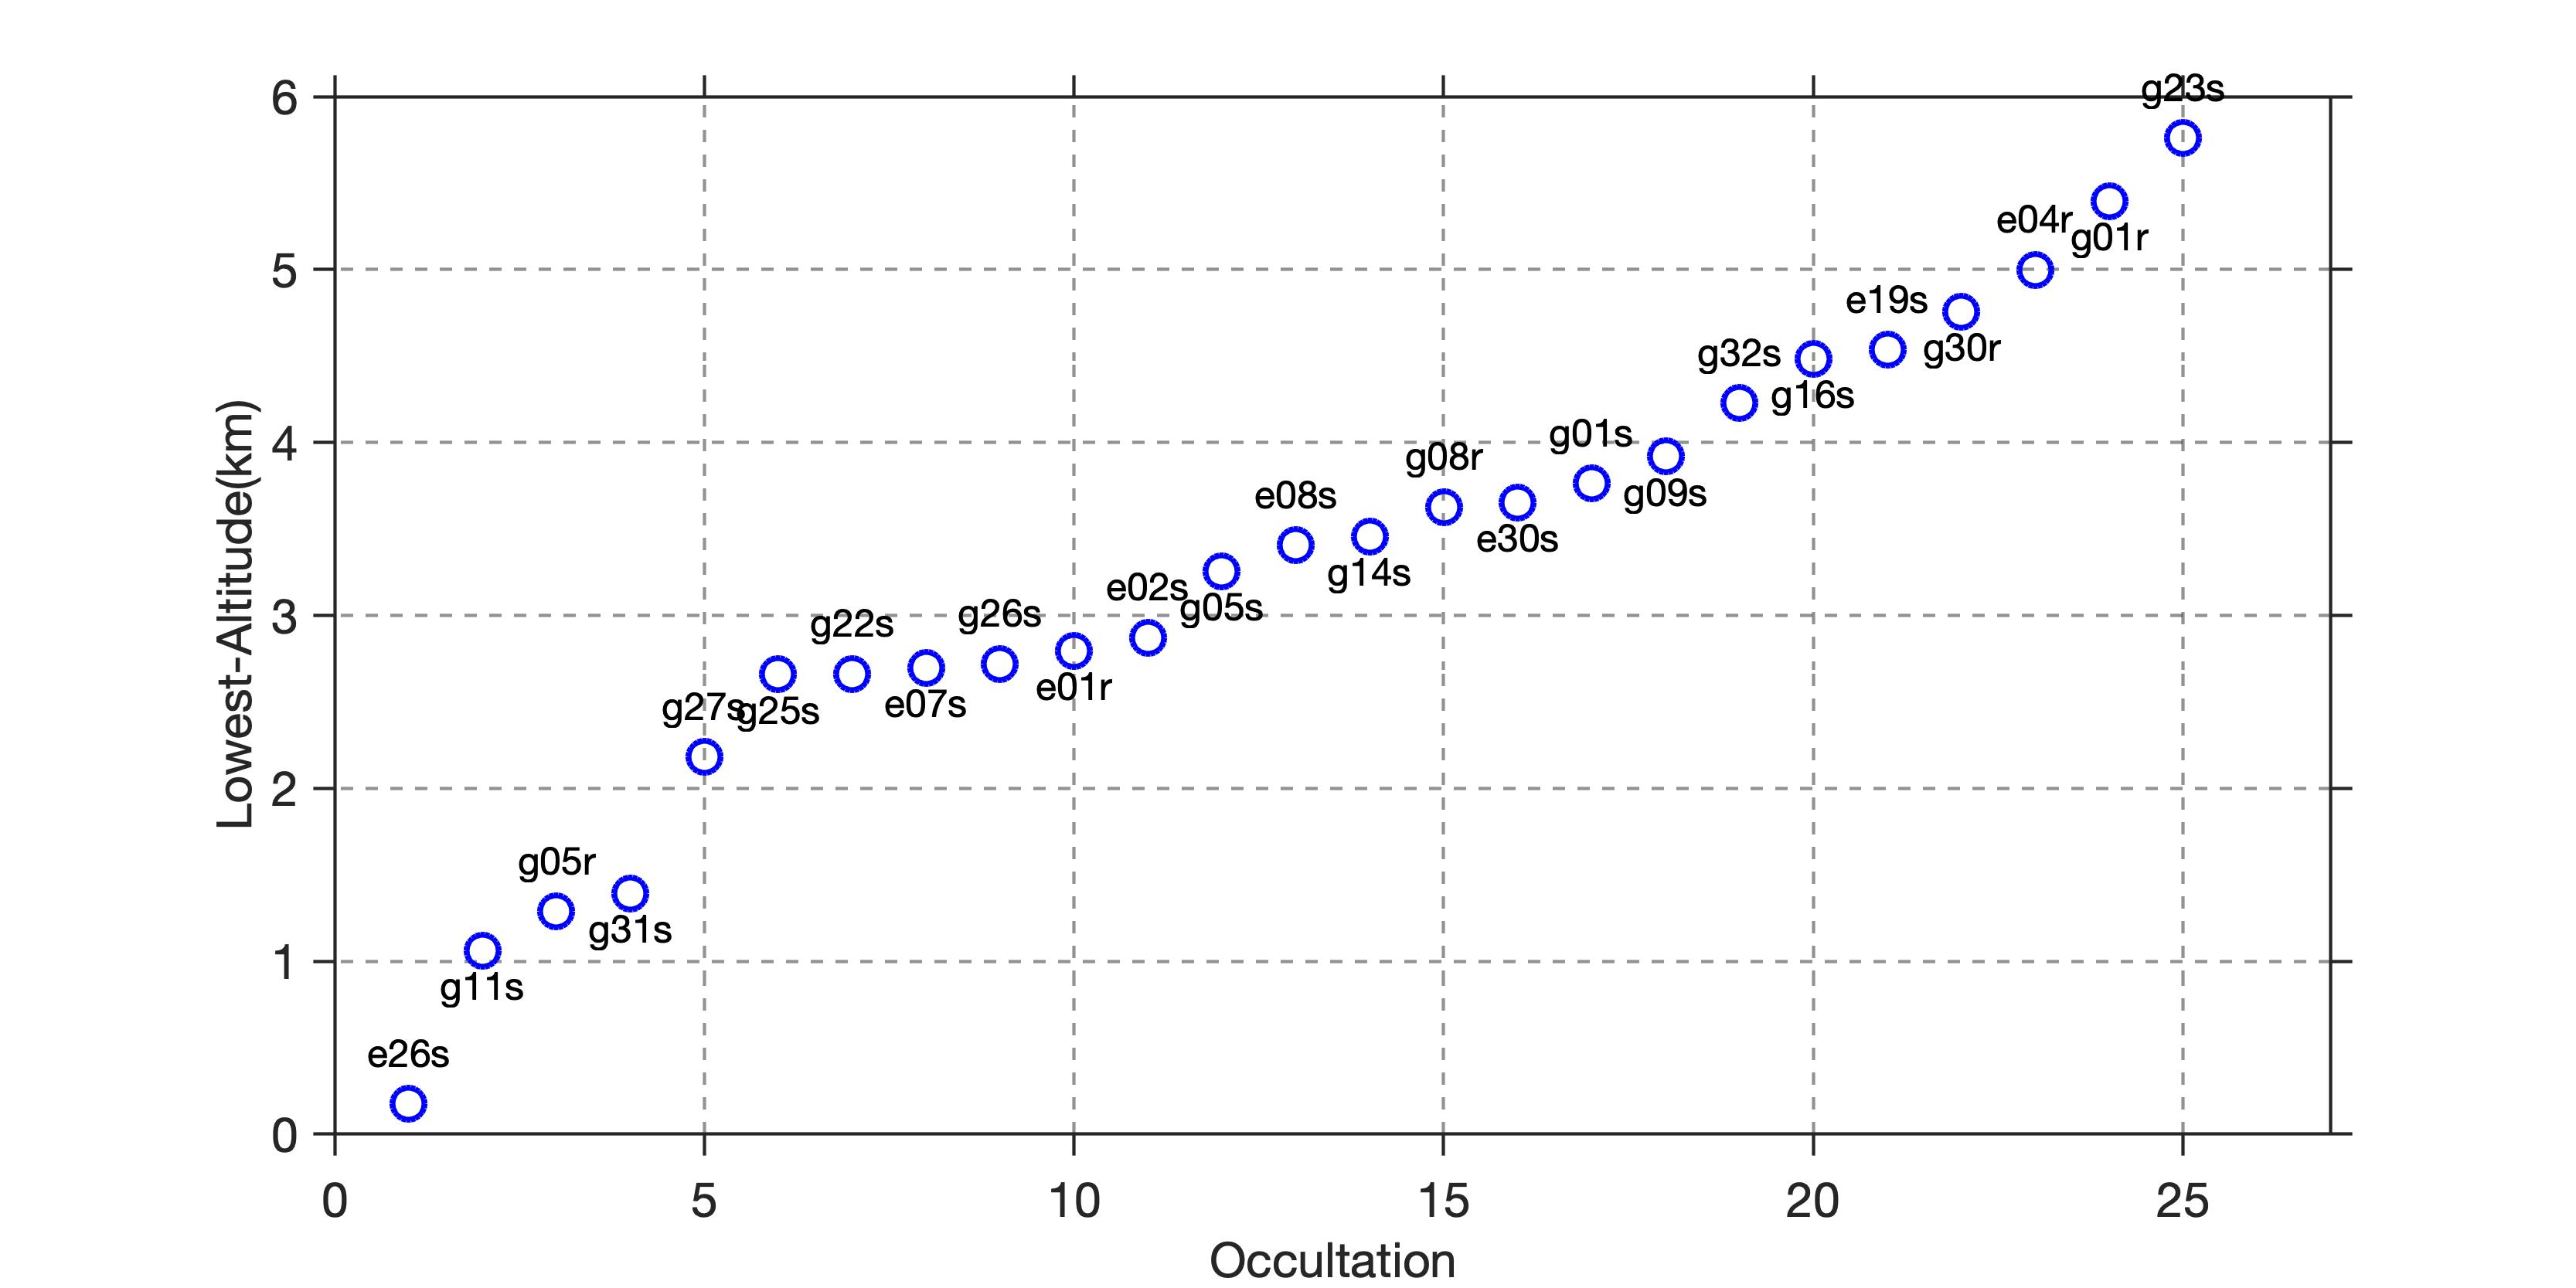 g23s
6
e04r
g01r
5
e19s
g30r
g32s
g16s
4
g01s
g09s
g08r
e30s
e08s
g14s
3
e02s
g05s
g26s
e01r
g22s
e07s
g27s
g25s
2
g05r
g31s
1
g11s
e26s
0
Lowest-Altitude(km)
0 5 10 15 20 25
Occultation